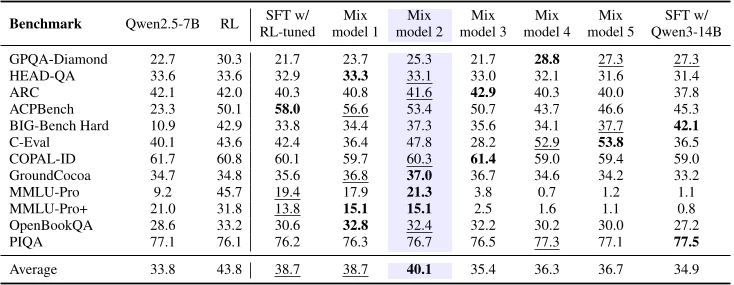 Benchmark Qwen2.5-7B RL SFT w/ RL-tuned Mix model 1 Mix model 2 Mix model 3 Mix model 4 Mix model 5 SFT w/ Qwen3-14B
GPQA-Diamond 22.7 30.3 21.7 23.7 25.3 21.7 28.8 27.3 27.3
HEAD-QA 33.6 33.6 32.9 33.3 33.1 33.0 32.1 31.6 31.4
ARC 42.1 42.0 40.3 40.8 41.6 42.9 40.3 40.0 37.8
ACPBench 23.3 50.1 58.0 56.6 53.4 50.7 43.7 46.6 45.3
BIG-Bench Hard 10.9 42.9 33.8 34.4 37.3 35.6 34.1 37.7 42.1
C-Eval 40.1 43.6 42.4 36.4 47.8 28.2 52.9 53.8 36.5
COPAL-ID 61.7 60.8 60.1 59.7 60.3 61.4 59.0 59.4 59.0
GroundCocoa 34.7 34.8 35.6 36.8 37.0 36.7 34.6 34.2 33.2
MMLU-Pro 9.2 45.7 19.4 17.9 21.3 3.8 0.7 1.2 1.1
MMLU-Pro+ 21.0 31.8 13.8 15.1 15.1 2.5 1.6 1.1 0.8
OpenBookQA 28.6 33.2 30.6 32.8 32.4 32.2 30.2 30.0 27.2
PIQA 77.1 76.1 76.2 76.3 76.7 76.5 77.3 77.1 77.5
Average 33.8 43.8 38.7 38.7 40.1 35.4 36.3 36.7 34.9